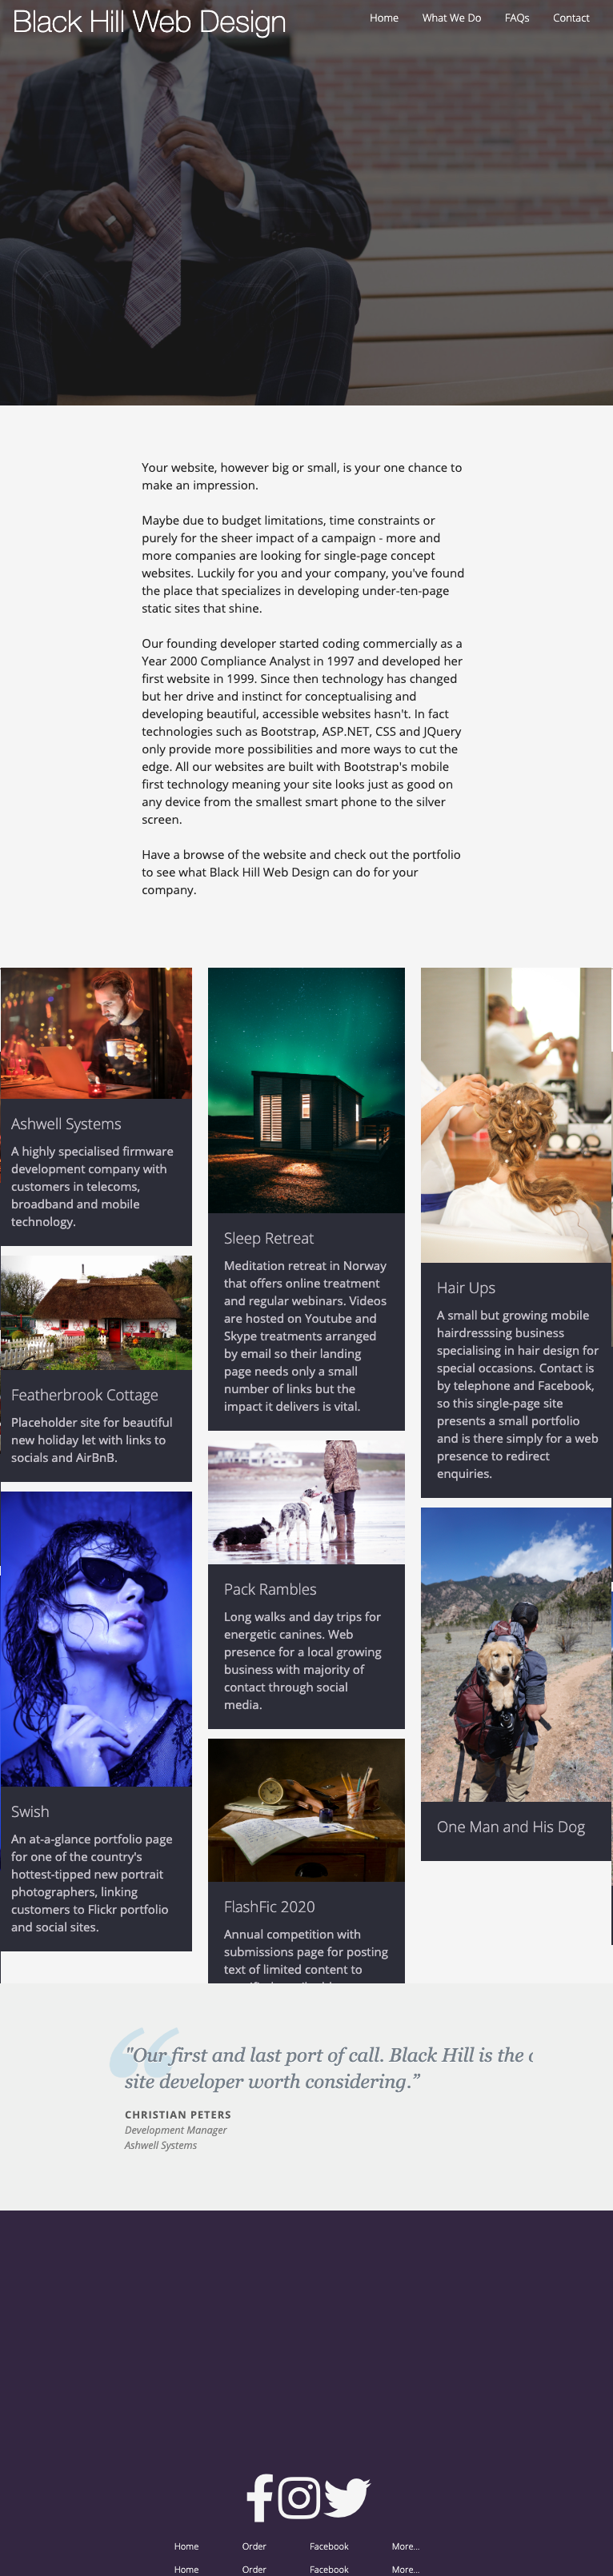 Black Hill Web Design
Home What We Do FAQs Contact
Your website, however big or small, is your one chance to
make an impression.
Maybe due to budget limitations, time constraints or
purely for the sheer impact of a campaign - more and
more companies are looking for single-page concept
websites. Luckily for you and your company, you've found
the place that specializes in developing under-ten-page
static sites that shine.
Our founding developer started coding commercially as a
Year 2000 Compliance Analyst in 1997 and developed her
first website in 1999. Since then technology has changed
but her drive and instinct for conceptualising and
developing beautiful, accessible websites hasn't. In fact
technologies such as Bootstrap, ASP.NET, CSS and JQuery
only provide more possibilities and more ways to cut the
edge. All our websites are built with Bootstrap's mobile
first technology meaning your site looks just as good on
any device from the smallest smart phone to the silver
screen.
Have a browse of the website and check out the portfolio
to see what Black Hill Web Design can do for your
company.
Ashwell Systems
A highly specialised firmware
development company with
customers in telecoms,
broadband and mobile
technology.
Featherbrook Cottage
Placeholder site for beautiful
new holiday let with links to
socials and AirBnB.
Swish
An at-a-glance portfolio page
for one of the country's
hottest-tipped new portrait
photographers, linking
customers to Flickr portfolio
and social sites.
Sleep Retreat
Meditation retreat in Norway
that offers online treatment
and regular webinars. Videos
are hosted on Youtube and
Skype treatments arranged
by email so their landing
page needs only a small
number of links but the
impact it delivers is vital.
Pack Rambles
Long walks and day trips for
energetic canines. Web
presence for a local growing
business with majority of
contact through social
media.
FlashFic 2020
Annual competition with
submissions page for posting
text of limited content to
Hair Ups
A small but growing mobile
hairdresssing business
specialising in hair design for
special occasions. Contact is
by telephone and Facebook,
so this single-page site
presents a small portfolio
and is there simply for a web
presence to redirect
enquiries.
One Man and His Dog
"Our first and last port of call. Black Hill is the
site developer worth considering.”
CHRISTIAN PETERS
Development Manager
Ashwell Systems
Home Order Facebook More...
Home Order Facebook More...